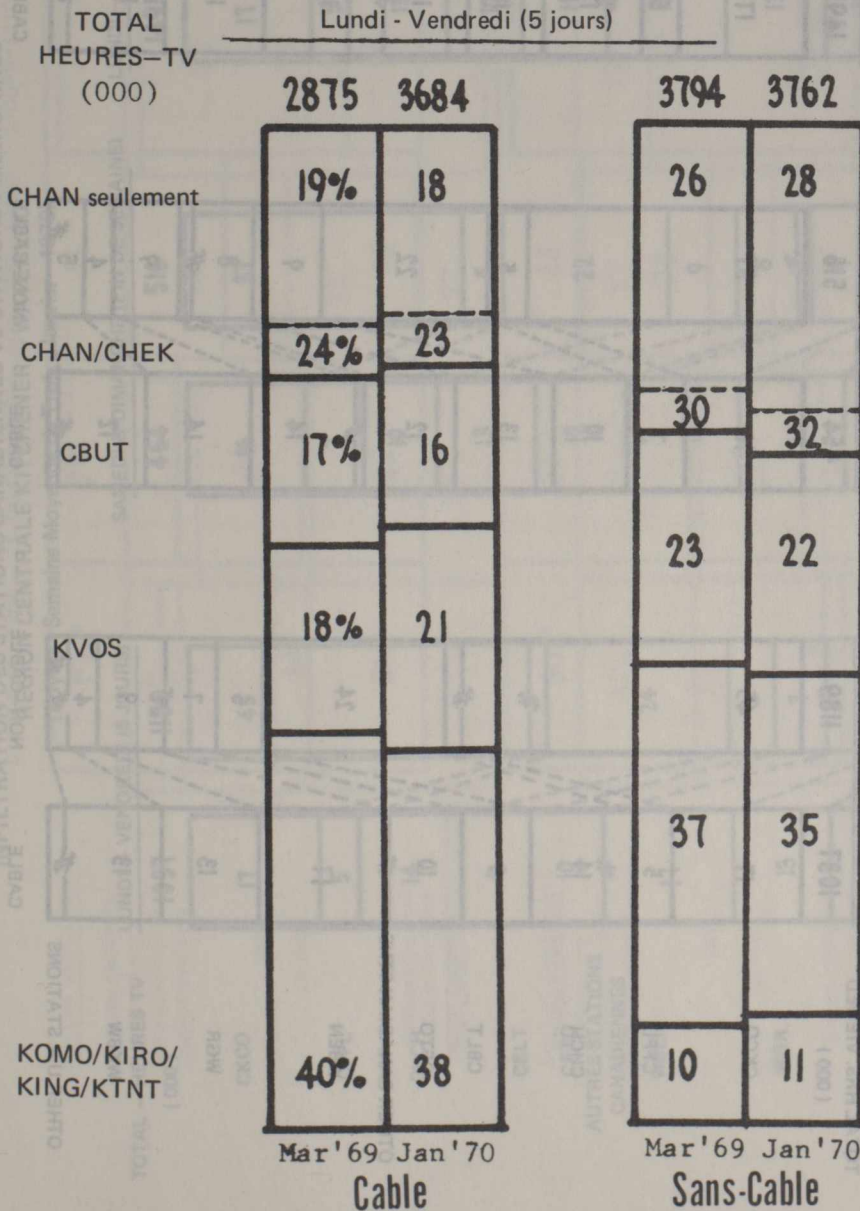 TOTAL
HEURES-TV
(000)
Lundi - Vendredi (5 jours)
2875 3684 3794 3762
CHAN seulement 19% 18 26 28
CHAN/CHEK 24% 23 30 32
CBUT 17% 16 23 22
KVOS 18% 21 37 35
KOMO/KIRO/
KING/KTNT 40% 38 10 11
Mar'69 Jan'70 Mar'69 Jan'70
Cable Sans-Cable